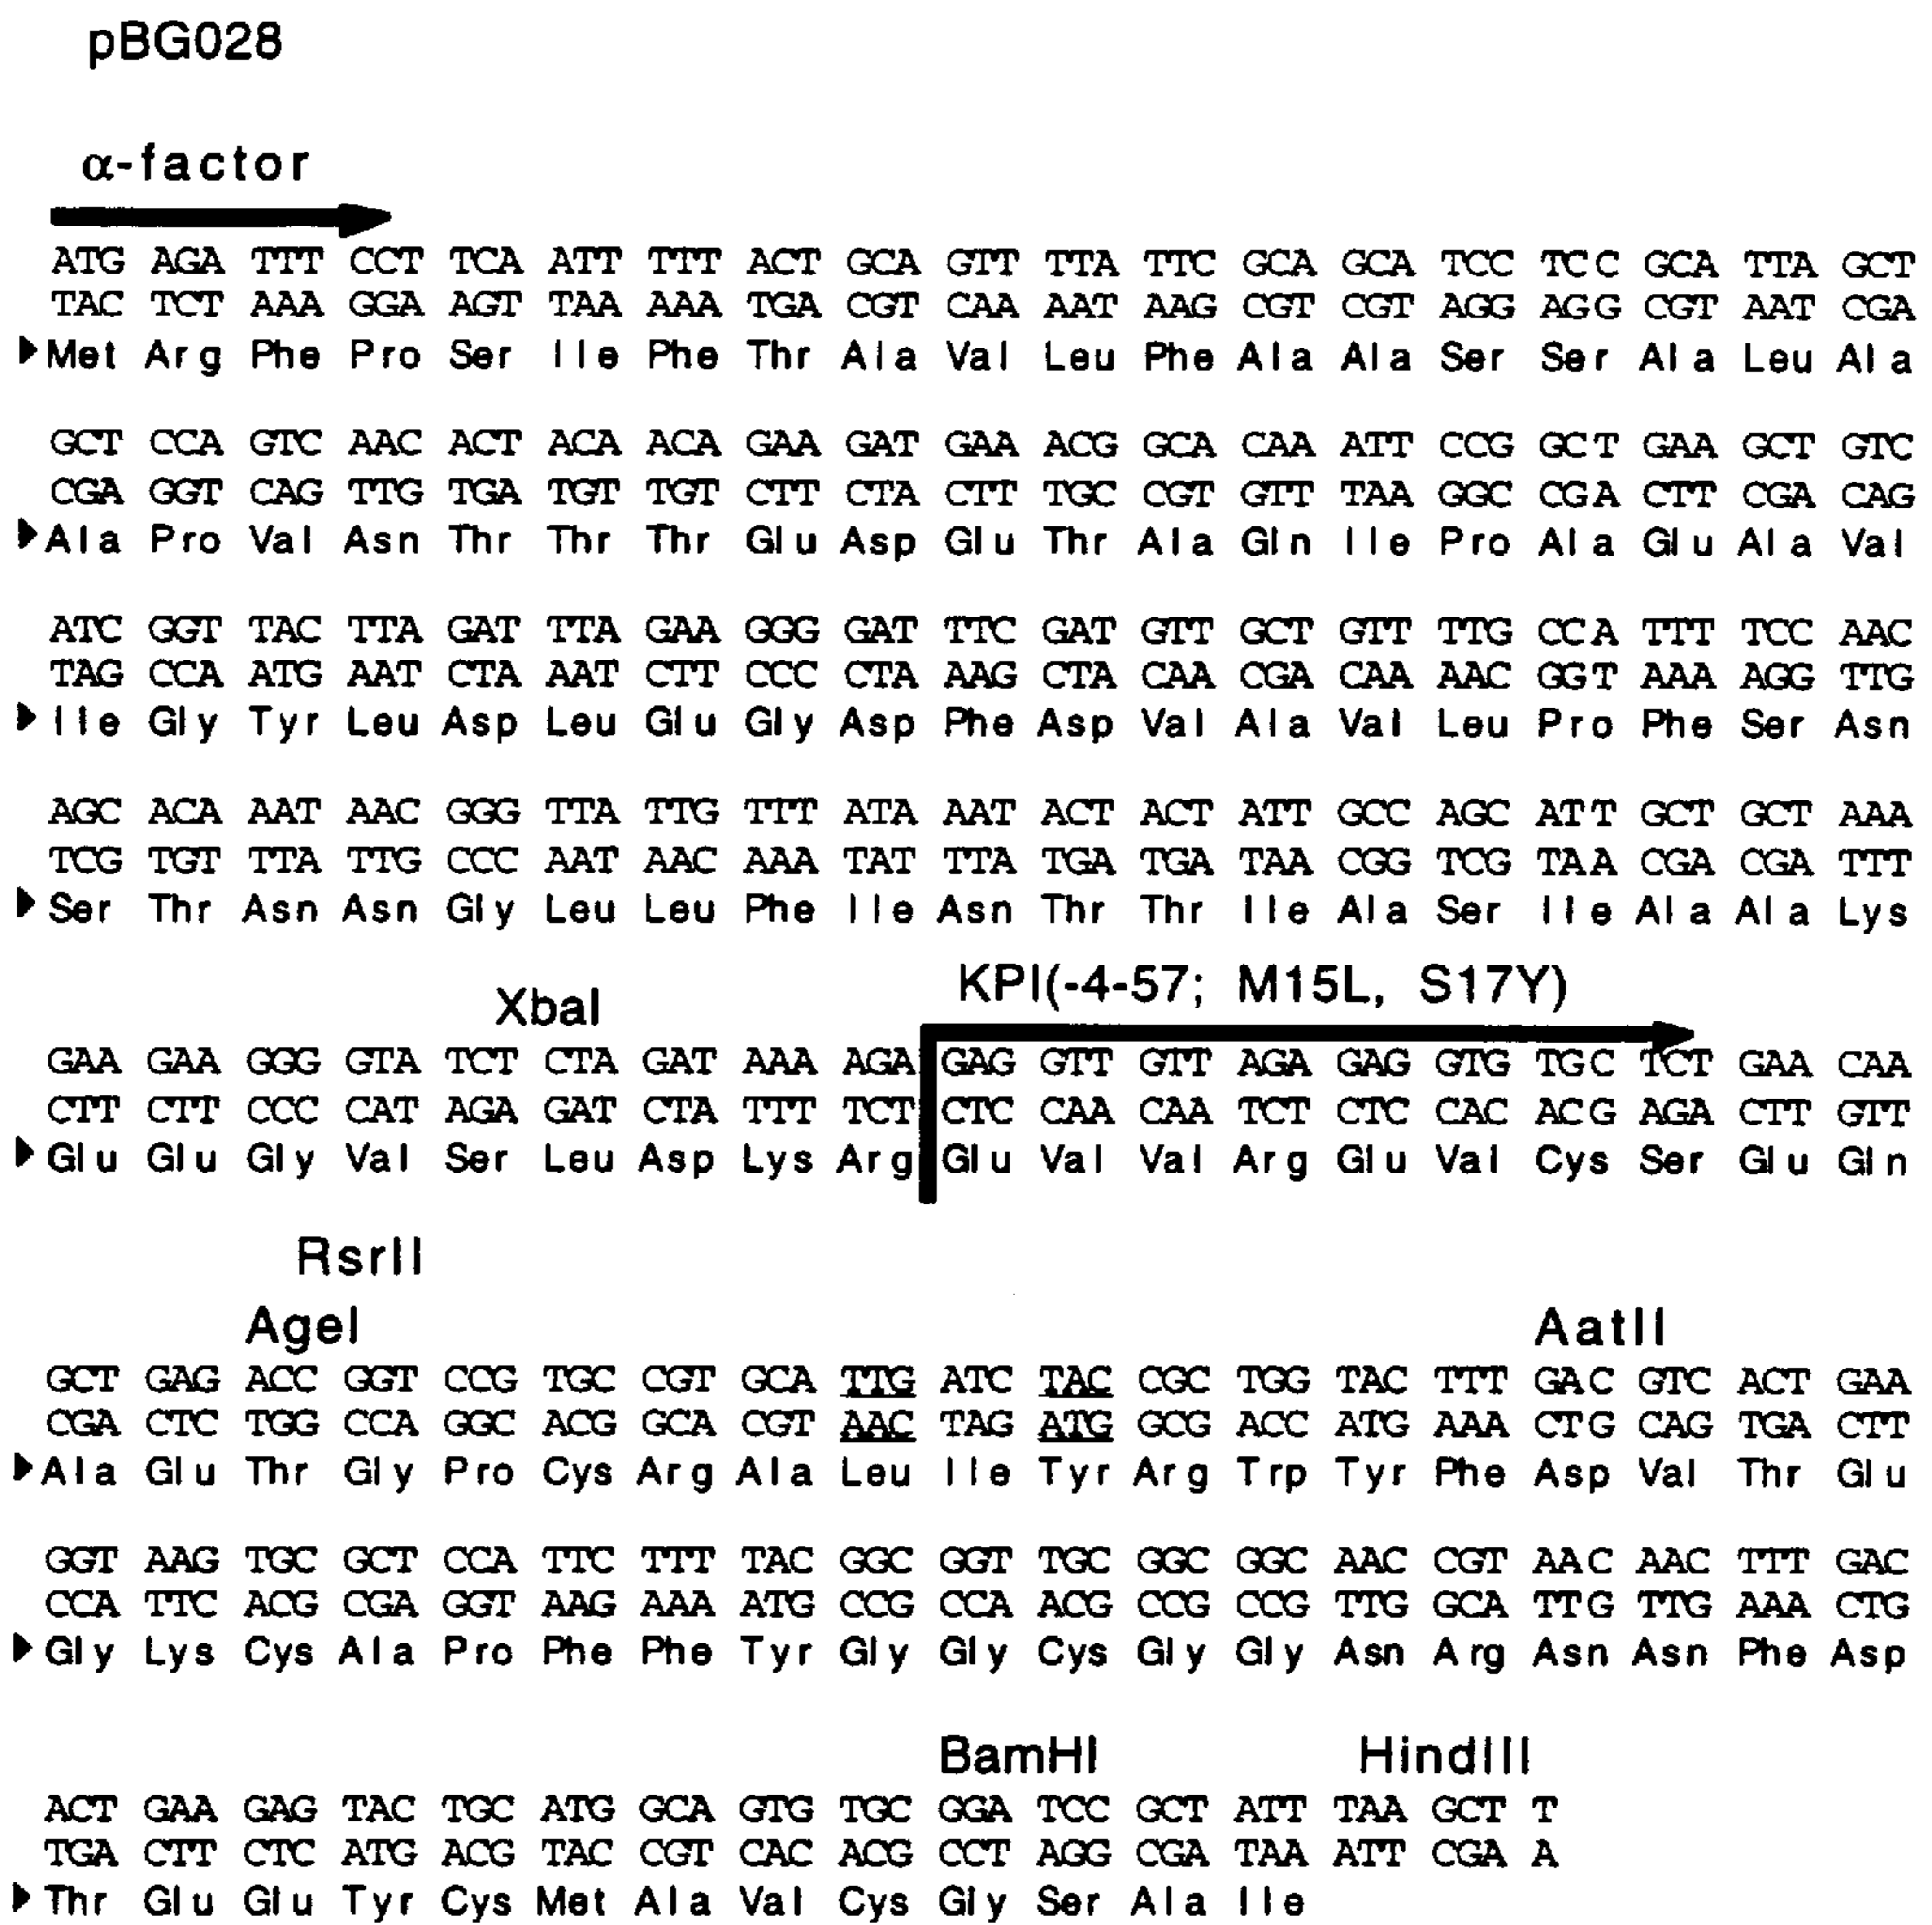 pBG028
α-factor
ATG AGA TTT CCT TCA ATT TTT ACT GCA GTT TTA TTC GCA GCA TCC TCC GCA TTA GCT
TAC TCT AAA GGA AGT TAA AAA TGA CGT CAA AAT AAG CGT CGT AGG AGG CGT AAT CGA
Met Arg Phe Pro Ser Ile Phe Thr Ala Val Leu Phe Ala Ala Ser Ser Ala Leu Ala
GCT CCA GTC AAC ACT ACA ACA GAA GAT GAA ACG GCA CAA ATT CCG GCT GAA GCT GTC
CGA GGT CAG TTG TGA TGT TGT CTT CTA CTT TGC CGT GTT TAA GGC CGA CTT CGA CAG
Ala Pro Val Asn Thr Thr Thr Glu Asp Glu Thr Ala Gln Ile Pro Ala Glu Ala Val
ATC GGT TAC TTA GAT TTA GAA GGG GAT TTC GAT GTT GCT GTT TTG CCA TTT TCC AAC
TAG CCA ATG AAT CTA AAT CTT CCC CTA AAG CTA CAA CGA CAA AAC GGT AAA AGG TTG
Ile Gly Tyr Leu Asp Leu Glu Gly Asp Phe Asp Val Ala Val Leu Pro Phe Ser Asn
AGC ACA AAT AAC GGG TTA TTG TTT ATA AAT ACT ACT ATT GCC AGC ATT GCT GCT AAA
TCG TGT TTA TTG CCC AAT AAC AAA TAT TTA TGA TGA TAA CGG TCG TAA CGA CGA TTT
Ser Thr Asn Asn Gly Leu Leu Phe Ile Asn Thr Thr Ile Ala Ser Ile Ala Ala Lys
XbaI KPI(-4-57; M15L, S17Y)
GAA GAA GGG GTA TCT CTA GAT AAA AGA GAG GTT GTT AGA GAG GTG TGC TCT GAA CAA
CTT CTT CCC CAT AGA GAT CTA TTT TCT CTC CAA CAA TCT CTC CAC ACG AGA CTT GTT
Glu Glu Gly Val Ser Leu Asp Lys Arg Glu Val Val Arg Glu Val Cys Ser Glu Gln
RsrII
AgeI AatII
GCT GAG ACC GGT CCG TGC CGT GCA TTG ATC TAC CGC TGG TAC TTT GAC GTC ACT GAA
CGA CTC TGG CCA GGC ACG GCA CGT AAC TAG ATG GCG ACC ATG AAA CTG CAG TGA CTT
Ala Glu Thr Gly Pro Cys Arg Ala Leu Ile Tyr Arg Trp Tyr Phe Asp Val Thr Glu
GGT AAG TGC GCT CCA TTC TTT TAC GGC GGT TGC GGC GGC AAC CGT AAC AAC TTT GAC
CCA TTC ACG CGA GGT AAG AAA ATG CCG CCA ACG CCG CCG TTG GCA TTG TTG AAA CTG
Gly Lys Cys Ala Pro Phe Phe Tyr Gly Gly Cys Gly Gly Asn Arg Asn Asn Phe Asp
BamHI HindIII
ACT GAA GAG TAC TGC ATG GCA GTG TGC GGA TCC GCT ATT TAA GCT T
TGA CTT CTC ATG ACG TAC CGT CAC ACG CCT AGG CGA TAA ATT CGA A
Thr Glu Glu Tyr Cys Met Ala Val Cys Gly Ser Ala Ile